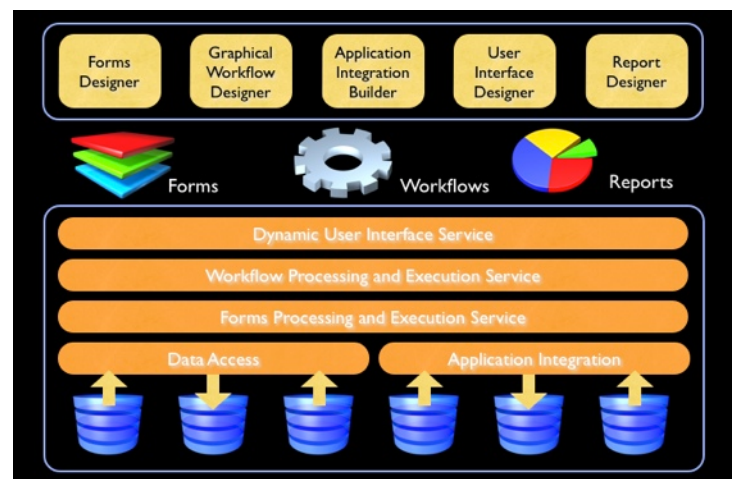 Forms
Designer
Graphical
Workflow
Designer
Application
Integration
Builder
User
Interface
Designer
Report
Designer
Forms
Workflows
Reports
Dynamic User Interface Service
Workflow Processing and Execution Service
Forms Processing and Execution Service
Data Access
Application Integration